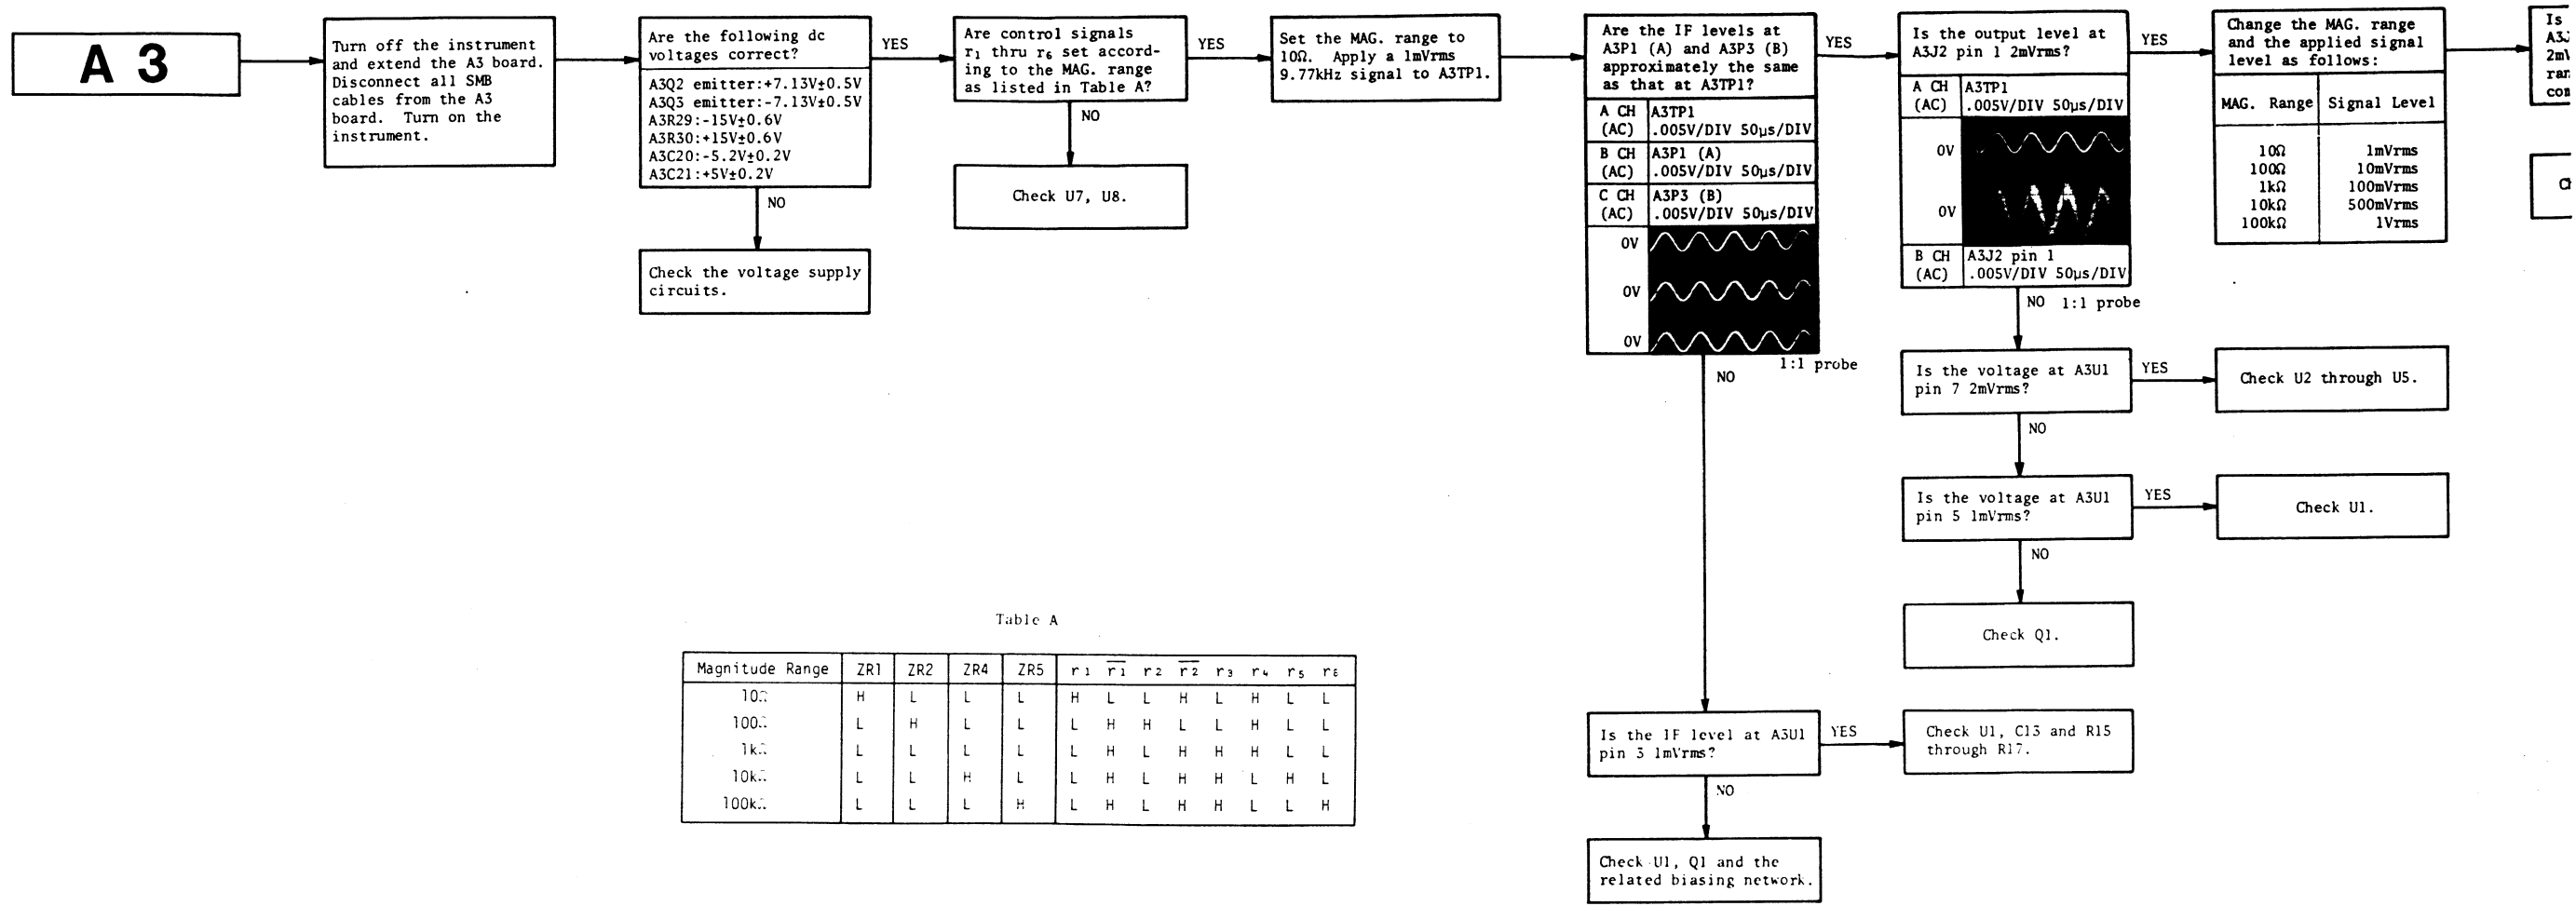 A 3
Turn off the instrument
and extend the A3 board.
Disconnect all SMB
cables from the A3
board. Turn on the
instrument.
Are the following dc
voltages correct?
A3Q2 emitter:+7.13V±0.5V
A3Q3 emitter:-7.13V±0.5V
A3R29:-15V±0.6V
A3R30:+15V±0.6V
A3C20:-5.2V±0.2V
A3C21:+5V±0.2V
YES
NO
Check the voltage supply
circuits.
Are control signals
r1 thru r6 set accord-
ing to the MAG. range
as listed in Table A?
YES
NO
Check U7, U8.
Set the MAG. range to
10Ω. Apply a 1mVrms
9.77kHz signal to A3TP1.
Are the IF levels at
A3P1 (A) and A3P3 (B)
approximately the same
as that at A3TP1?
A CH A3TP1
(AC) .005V/DIV 50μs/DIV
B CH A3P1 (A)
(AC) .005V/DIV 50μs/DIV
C CH A3P3 (B)
(AC) .005V/DIV 50μs/DIV
0V
0V
0V
1:1 probe
YES
NO
Is the IF level at A3U1
pin 3 1mVrms?
YES
Check U1, C13 and R15
through R17.
NO
Check U1, Q1 and the
related biasing network.
Is the output level at
A3J2 pin 1 2mVrms?
A CH A3TP1
(AC) .005V/DIV 50μs/DIV
0V
0V
B CH A3J2 pin 1
(AC) .005V/DIV 50μs/DIV
YES
NO 1:1 probe
Is the voltage at A3U1
pin 7 2mVrms?
YES
Check U2 through U5.
NO
Is the voltage at A3U1
pin 5 1mVrms?
YES
Check U1.
NO
Check Q1.
Change the MAG. range
and the applied signal
level as follows:
MAG. Range Signal Level
10Ω 1mVrms
100Ω 10mVrms
1kΩ 100mVrms
10kΩ 500mVrms
100kΩ 1Vrms
Is
Table A
Magnitude Range ZR1 ZR2 ZR4 ZR5 r1 r̅1̅ r2 r̅2̅ r3 r4 r5 r6
10Ω H L L L H L L H L H L L
100Ω L H L L L H H L L H L L
1kΩ L L L L L H L H H H L L
10kΩ L L H L L H L H H L H L
100kΩ L L L H L H L H H L L H